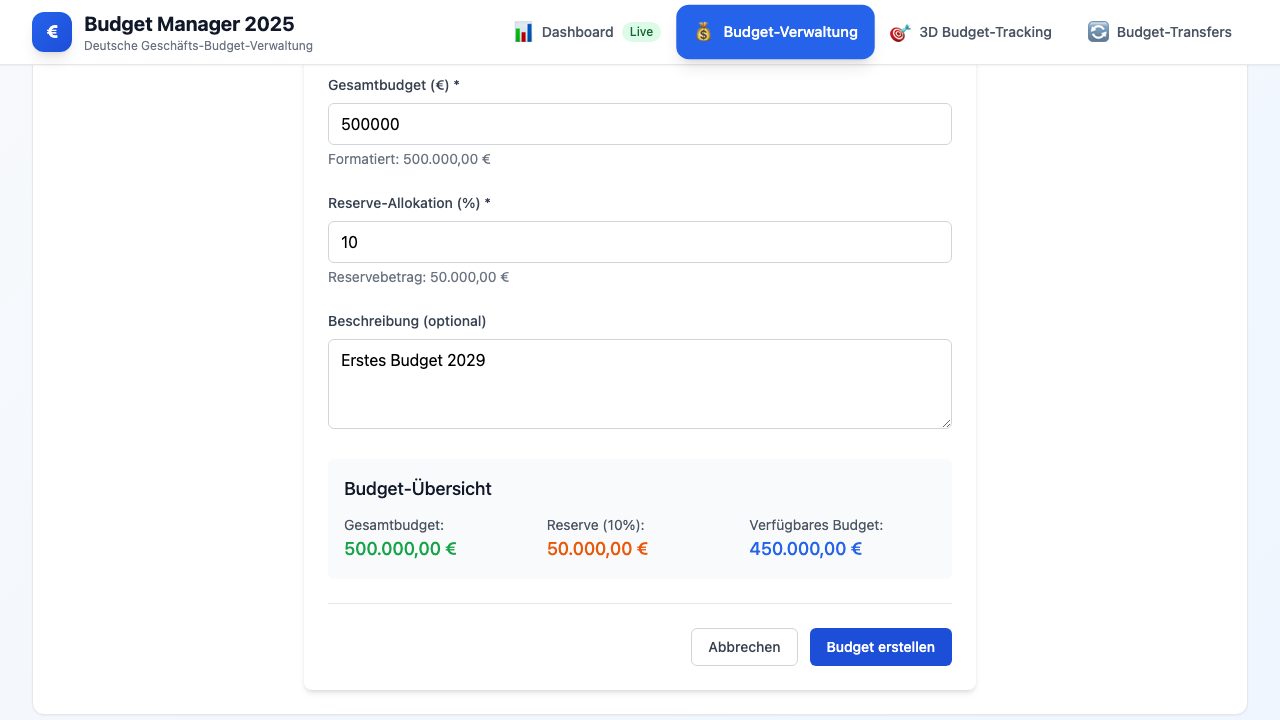 €
Budget Manager 2025
Deutsche Geschäfts-Budget-Verwaltung
Dashboard Live
Budget-Verwaltung
3D Budget-Tracking
Budget-Transfers
Gesamtbudget (€) *
500000
Formatiert: 500.000,00 €
Reserve-Allokation (%) *
10
Reservebetrag: 50.000,00 €
Beschreibung (optional)
Erstes Budget 2029
Budget-Übersicht
Gesamtbudget: Reserve (10%): Verfügbares Budget:
500.000,00 € 50.000,00 € 450.000,00 €
Abbrechen Budget erstellen